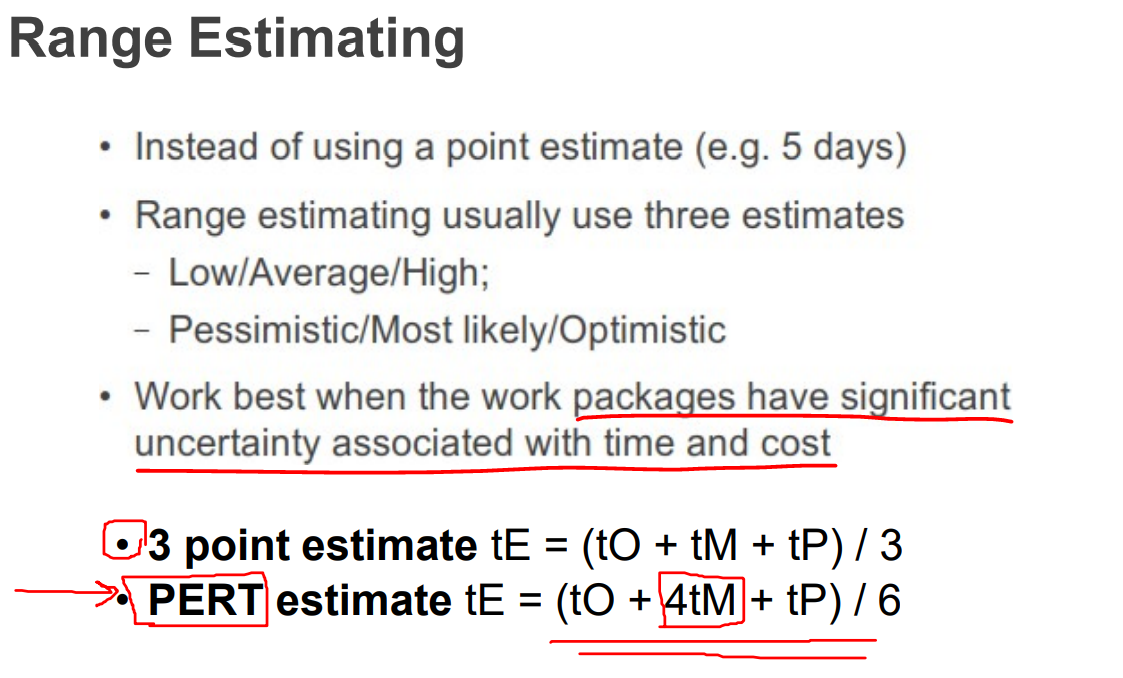 Range Estimating
• Instead of using a point estimate (e.g. 5 days)
• Range estimating usually use three estimates
– Low/Average/High;
– Pessimistic/Most likely/Optimistic
• Work best when the work packages have significant
uncertainty associated with time and cost
• 3 point estimate tE = (tO + tM + tP) / 3
• PERT estimate tE = (tO + 4tM + tP) / 6